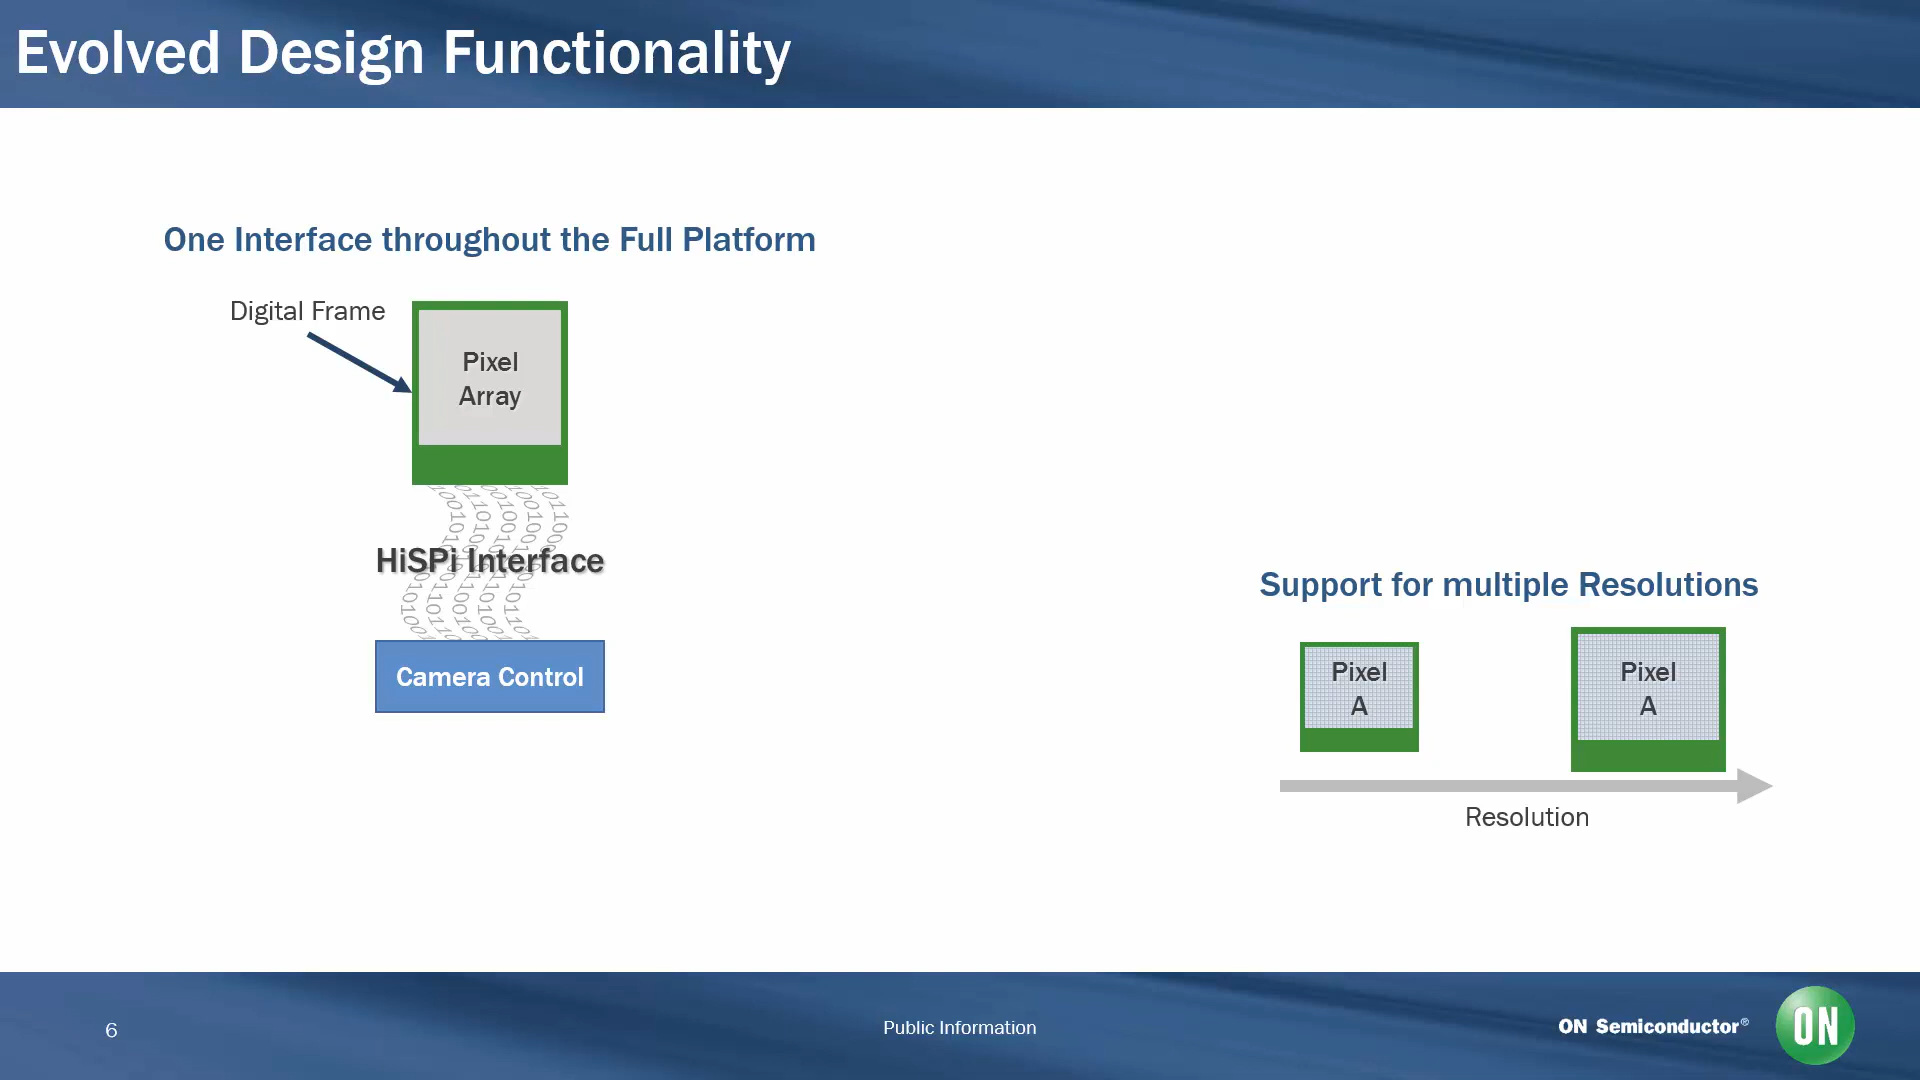 Evolved Design Functionality
One Interface throughout the Full Platform
Digital Frame
Pixel
Array
HiSPi Interface
Camera Control
Support for multiple Resolutions
Pixel
A
Pixel
A
Resolution
6
Public Information
ON Semiconductor®
ON